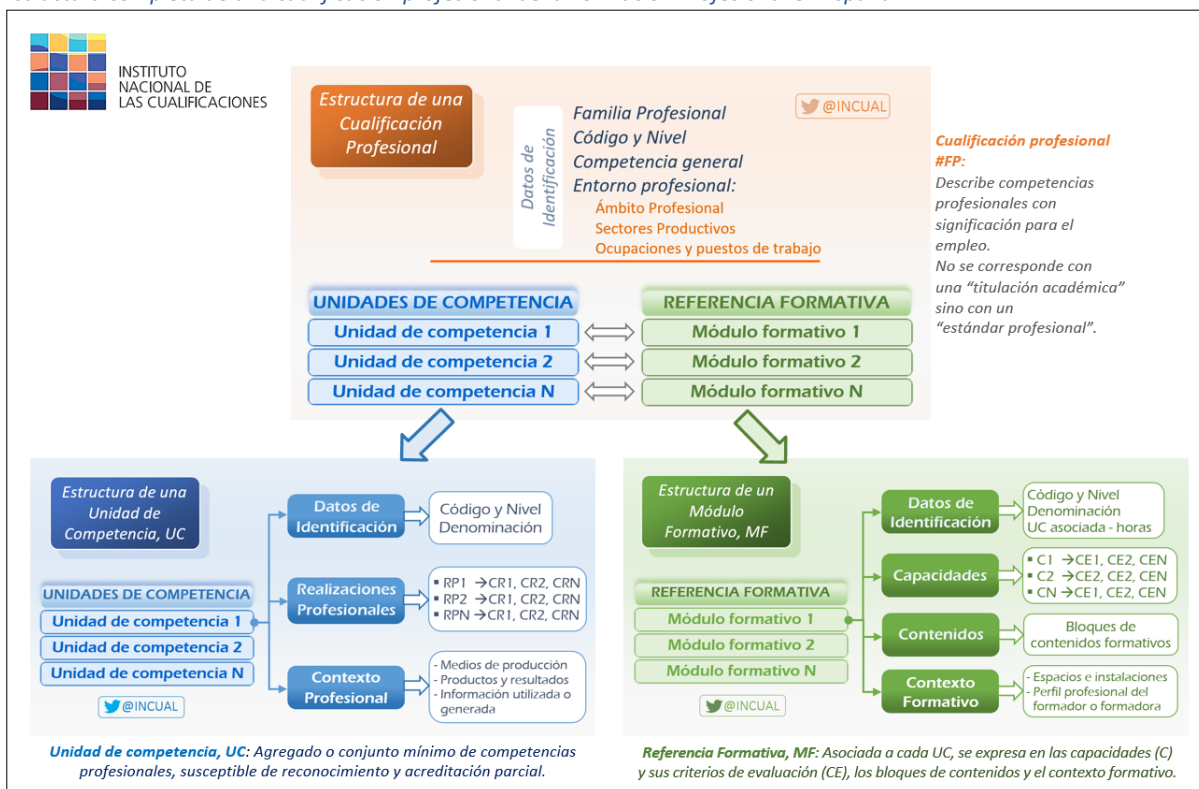 INSTITUTO
NACIONAL DE
LAS CUALIFICACIONES
Estructura de una
Cualificación
Profesional
Datos de
Identificación
Familia Profesional
Código y Nivel
Competencia general
Entorno profesional:
Ámbito Profesional
Sectores Productivos
Ocupaciones y puestos de trabajo
@INCUAL
Cualificación profesional
#FP:
Describe competencias
profesionales con
significación para el
empleo.
No se corresponde con
una “titulación académica”
sino con un
“estándar profesional”.
UNIDADES DE COMPETENCIA
Unidad de competencia 1
Unidad de competencia 2
Unidad de competencia N
REFERENCIA FORMATIVA
Módulo formativo 1
Módulo formativo 2
Módulo formativo N
Estructura de una
Unidad de
Competencia, UC
UNIDADES DE COMPETENCIA
Unidad de competencia 1
Unidad de competencia 2
Unidad de competencia N
@INCUAL
Datos de
Identificación
Código y Nivel
Denominación
Realizaciones
Profesionales
▪ RP1 →CR1, CR2, CRN
▪ RP2 →CR1, CR2, CRN
▪ RPN →CR1, CR2, CRN
Contexto
Profesional
- Medios de producción
- Productos y resultados
- Información utilizada o
generada
Unidad de competencia, UC: Agregado o conjunto mínimo de competencias
profesionales, susceptible de reconocimiento y acreditación parcial.
Estructura de un
Módulo
Formativo, MF
REFERENCIA FORMATIVA
Módulo formativo 1
Módulo formativo 2
Módulo formativo N
@INCUAL
Datos de
Identificación
Código y Nivel
Denominación
UC asociada - horas
Capacidades
▪ C1 →CE1, CE2, CEN
▪ C2 →CE2, CE2, CEN
▪ CN →CE1, CE2, CEN
Contenidos
Bloques de
contenidos formativos
Contexto
Formativo
- Espacios e instalaciones
- Perfil profesional del
formador o formadora
Referencia Formativa, MF: Asociada a cada UC, se expresa en las capacidades (C)
y sus criterios de evaluación (CE), los bloques de contenidos y el contexto formativo.